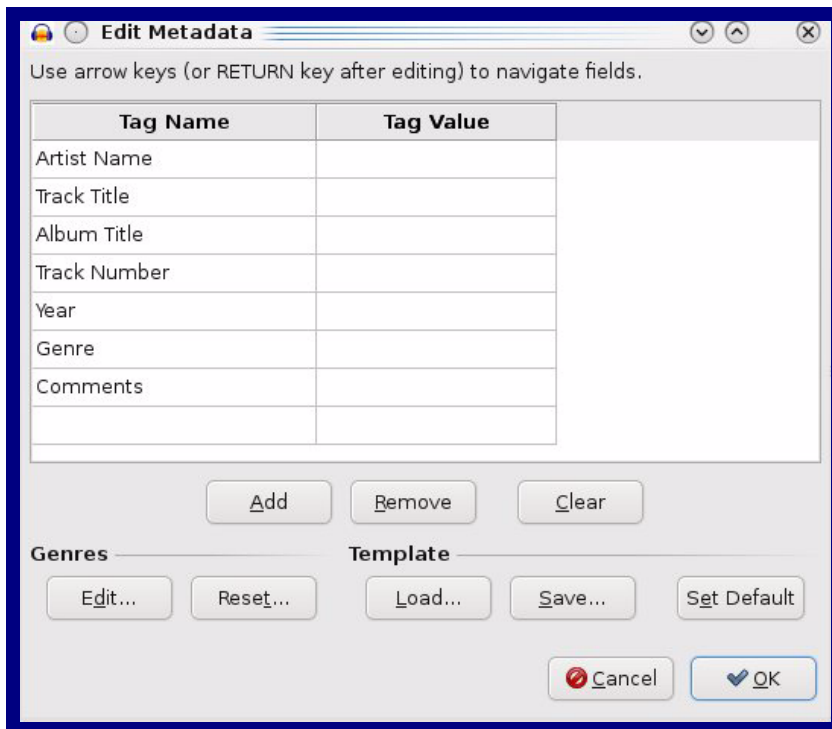 Edit Metadata
Use arrow keys (or RETURN key after editing) to navigate fields.
Tag Name Tag Value
Artist Name
Track Title
Album Title
Track Number
Year
Genre
Comments
Add Remove Clear
Genres Template
Edit... Reset... Load... Save... Set Default
Cancel OK